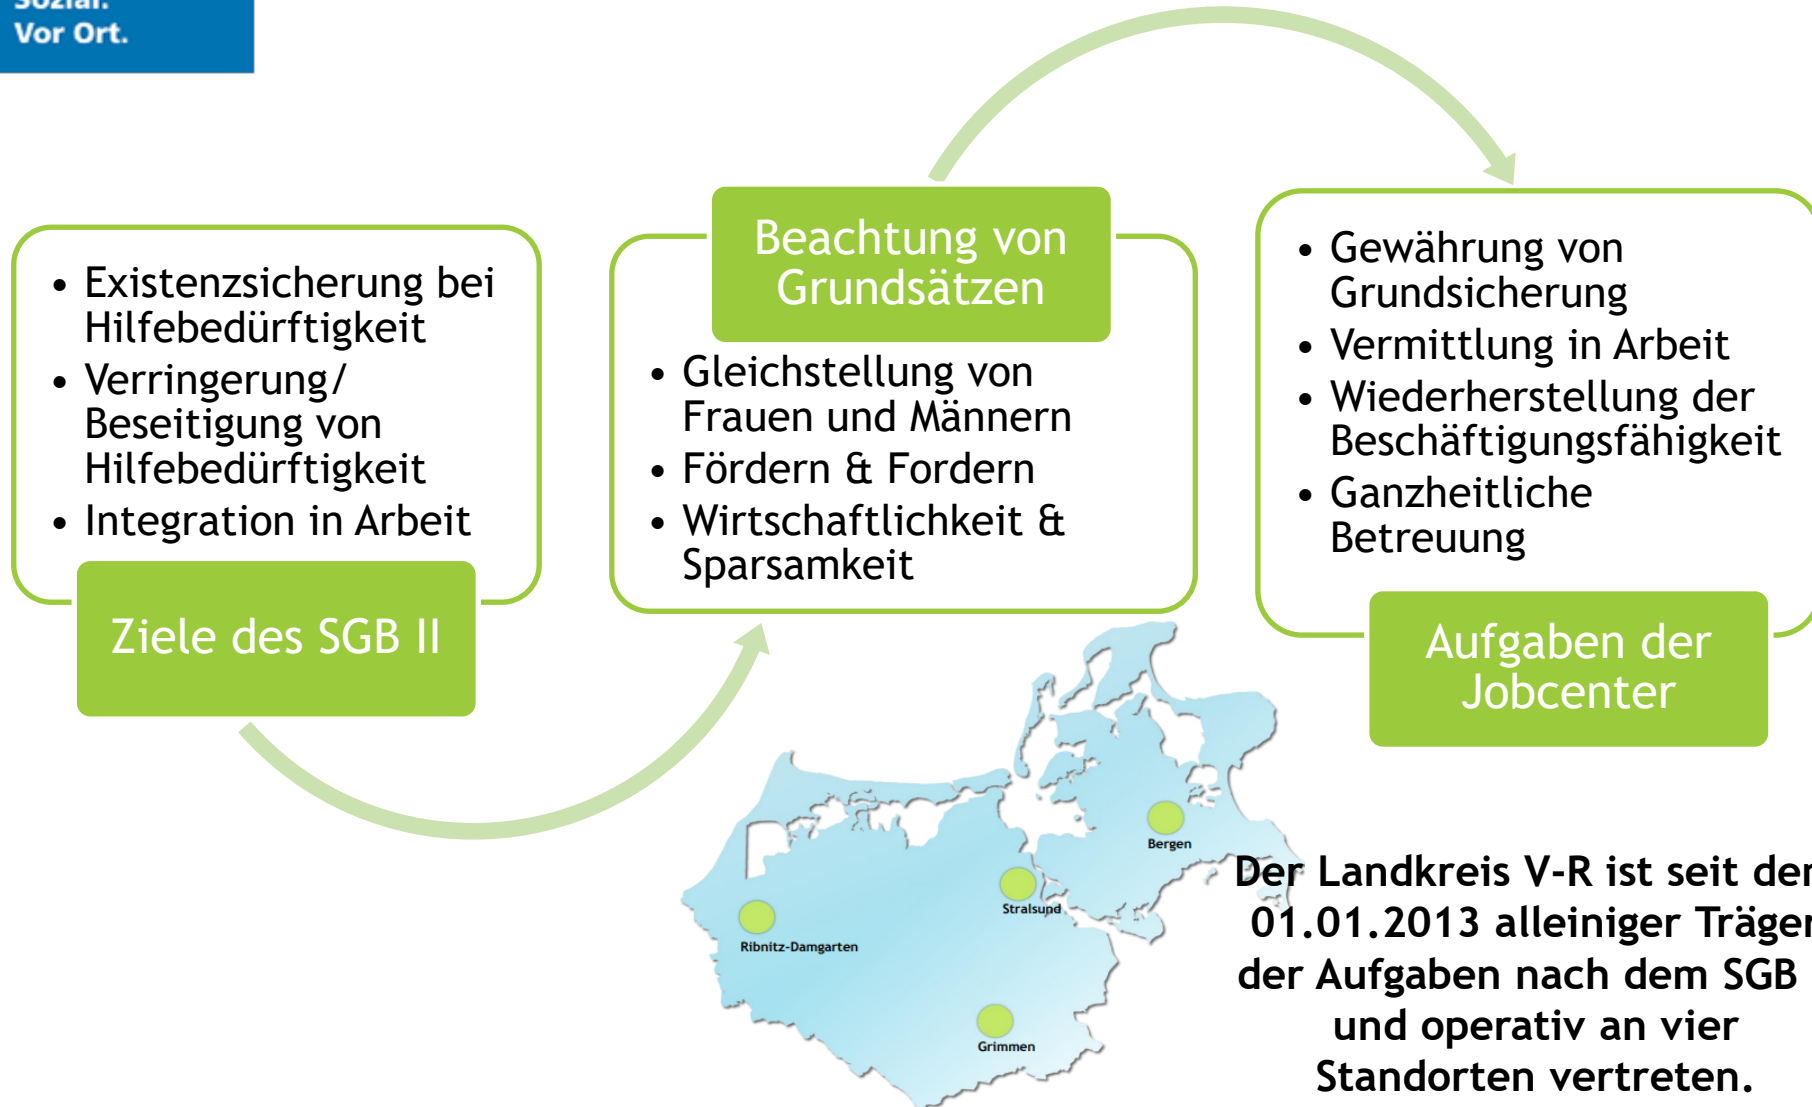 Sozial.
Vor Ort.
• Existenzsicherung bei
Hilfebedürftigkeit
• Verringerung/
Beseitigung von
Hilfebedürftigkeit
• Integration in Arbeit
Ziele des SGB II
Beachtung von
Grundsätzen
• Gleichstellung von
Frauen und Männern
• Fördern & Fordern
• Wirtschaftlichkeit &
Sparsamkeit
• Gewährung von
Grundsicherung
• Vermittlung in Arbeit
• Wiederherstellung der
Beschäftigungsfähigkeit
• Ganzheitliche
Betreuung
Aufgaben der
Jobcenter
Bergen
Stralsund
Ribnitz-Damgarten
Grimmen
Der Landkreis V-R ist seit
01.01.2013 alleiniger Träger
der Aufgaben nach dem SGB
und operativ an vier
Standorten vertreten.